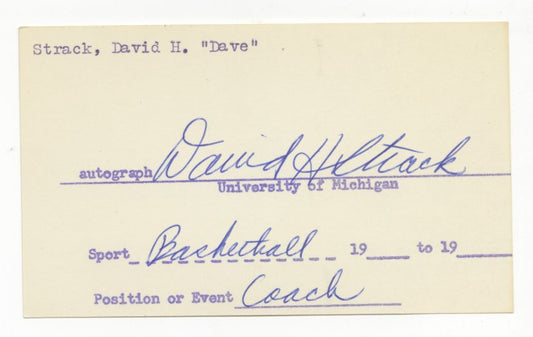 Strack, David H. "Dave"
autograph David H Strack
University of Michigan
Sport Basketball 19 to 19
Position or Event Coach